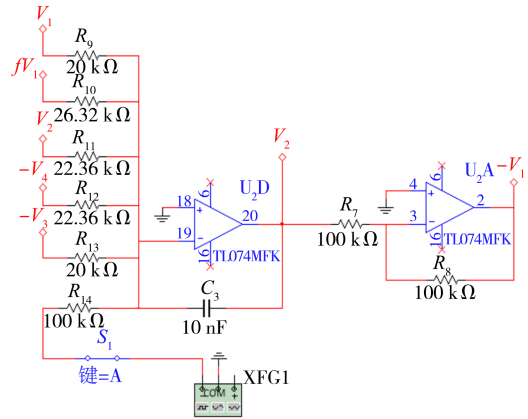 V₁
R₉
20 kΩ
fV₁
R₁₀
26.32 kΩ
V₂
R₁₁
22.36 kΩ
-V₄
R₁₂
22.36 kΩ
-V₃
R₁₃
20 kΩ
R₁₄
100 kΩ
S₁
键=A
18
19
6
16
20
+
−
U₂D
TL074MFK
V₂
C₃
10 nF
XFG1
COM
+
R₇
100 kΩ
4
3
6
16
2
+
−
U₂A
TL074MFK
-V₁
R₈
100 kΩ